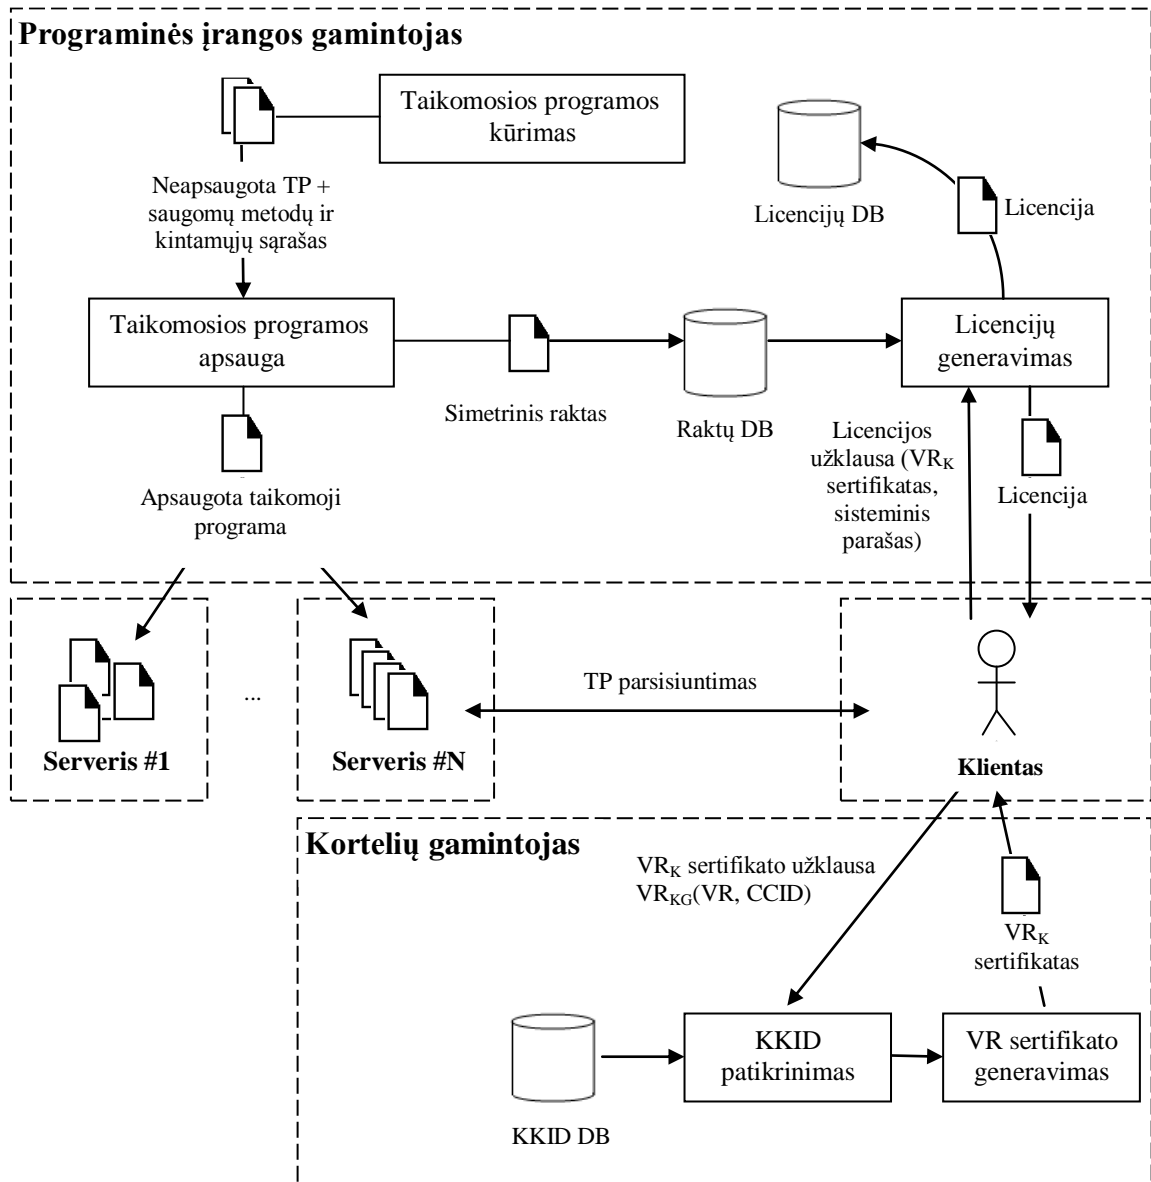 Programinės įrangos gamintojas
Taikomosios programos
kūrimas
Neapsaugota TP +
saugomų metodų ir
kintamųjų sąrašas
Licencijų DB
Licencija
Taikomosios programos
apsauga
Simetrinis raktas
Raktų DB
Licencijų
generavimas
Licencijos
užklausa (VRK
sertifikatas,
sisteminis
parašas)
Licencija
Apsaugota taikomoji
programa
Serveris #1
...
Serveris #N
TP parsisiuntimas
Klientas
Kortelių gamintojas
VRK sertifikato užklausa
VRKG(VR, CCID)
VRK
sertifikatas
KKID DB
KKID
patikrinimas
VR sertifikato
generavimas